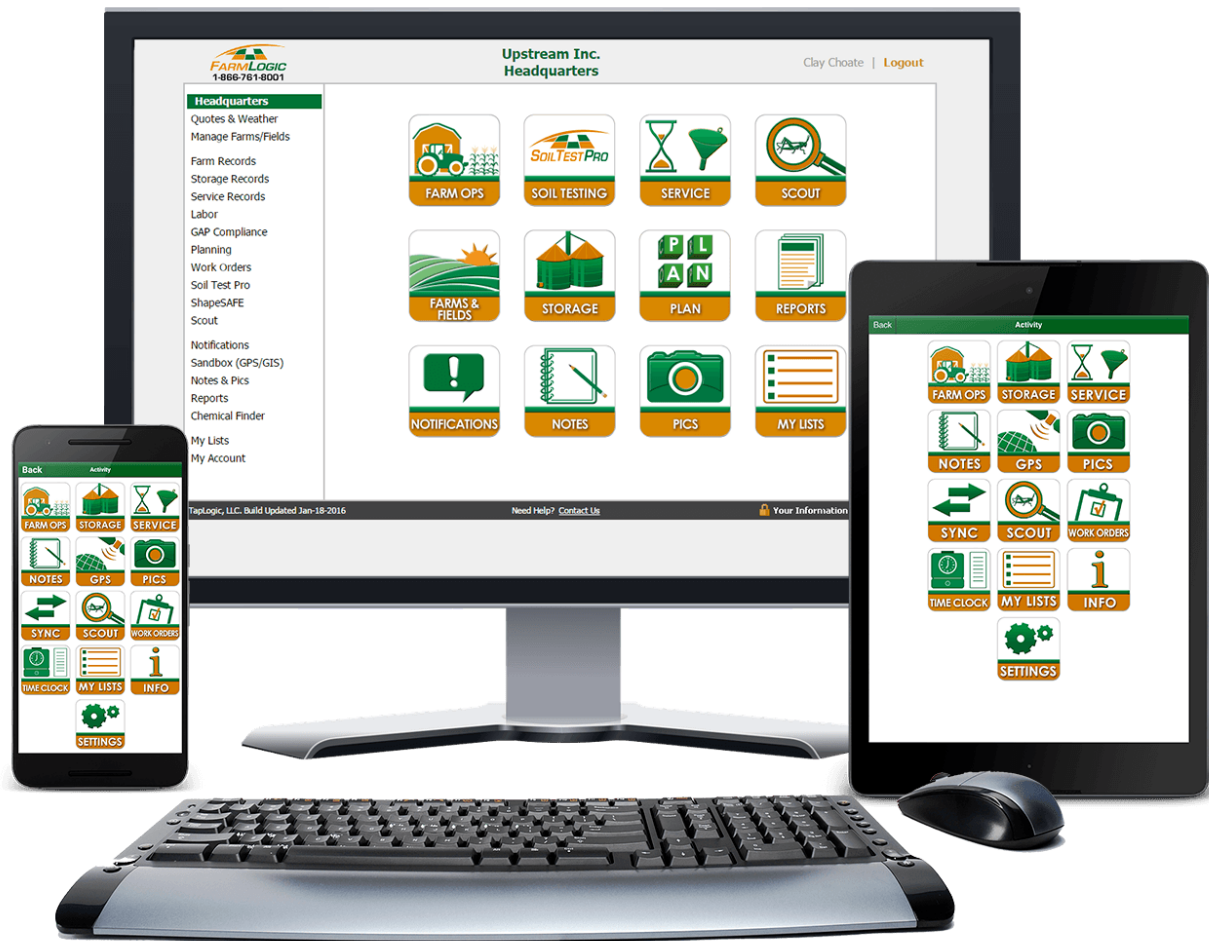 FARMLOGIC
1-866-761-8001
Upstream Inc.
Headquarters
Clay Choate | Logout
Headquarters
Quotes & Weather
Manage Farms/Fields
Farm Records
Storage Records
Service Records
Labor
GAP Compliance
Planning
Work Orders
Soil Test Pro
ShapeSAFE
Scout
Notifications
Sandbox (GPS/GIS)
Notes & Pics
Reports
Chemical Finder
My Lists
My Account
FARM OPS
SOILTESTPRO
SOIL TESTING
SERVICE
SCOUT
FARMS &
FIELDS
STORAGE
PLAN
PLAN
REPORTS
NOTIFICATIONS
NOTES
PICS
MY LISTS
TapLogic, LLC. Build Updated Jan-18-2016
Need Help? Contact Us
Your Information
Back
Activity
FARM OPS
STORAGE
SERVICE
NOTES
GPS
PICS
SYNC
SCOUT
WORK ORDERS
TIME CLOCK
MY LISTS
INFO
SETTINGS
Back
Activity
FARM OPS
STORAGE
SERVICE
NOTES
GPS
PICS
SYNC
SCOUT
WORK ORDERS
TIME CLOCK
MY LISTS
INFO
SETTINGS